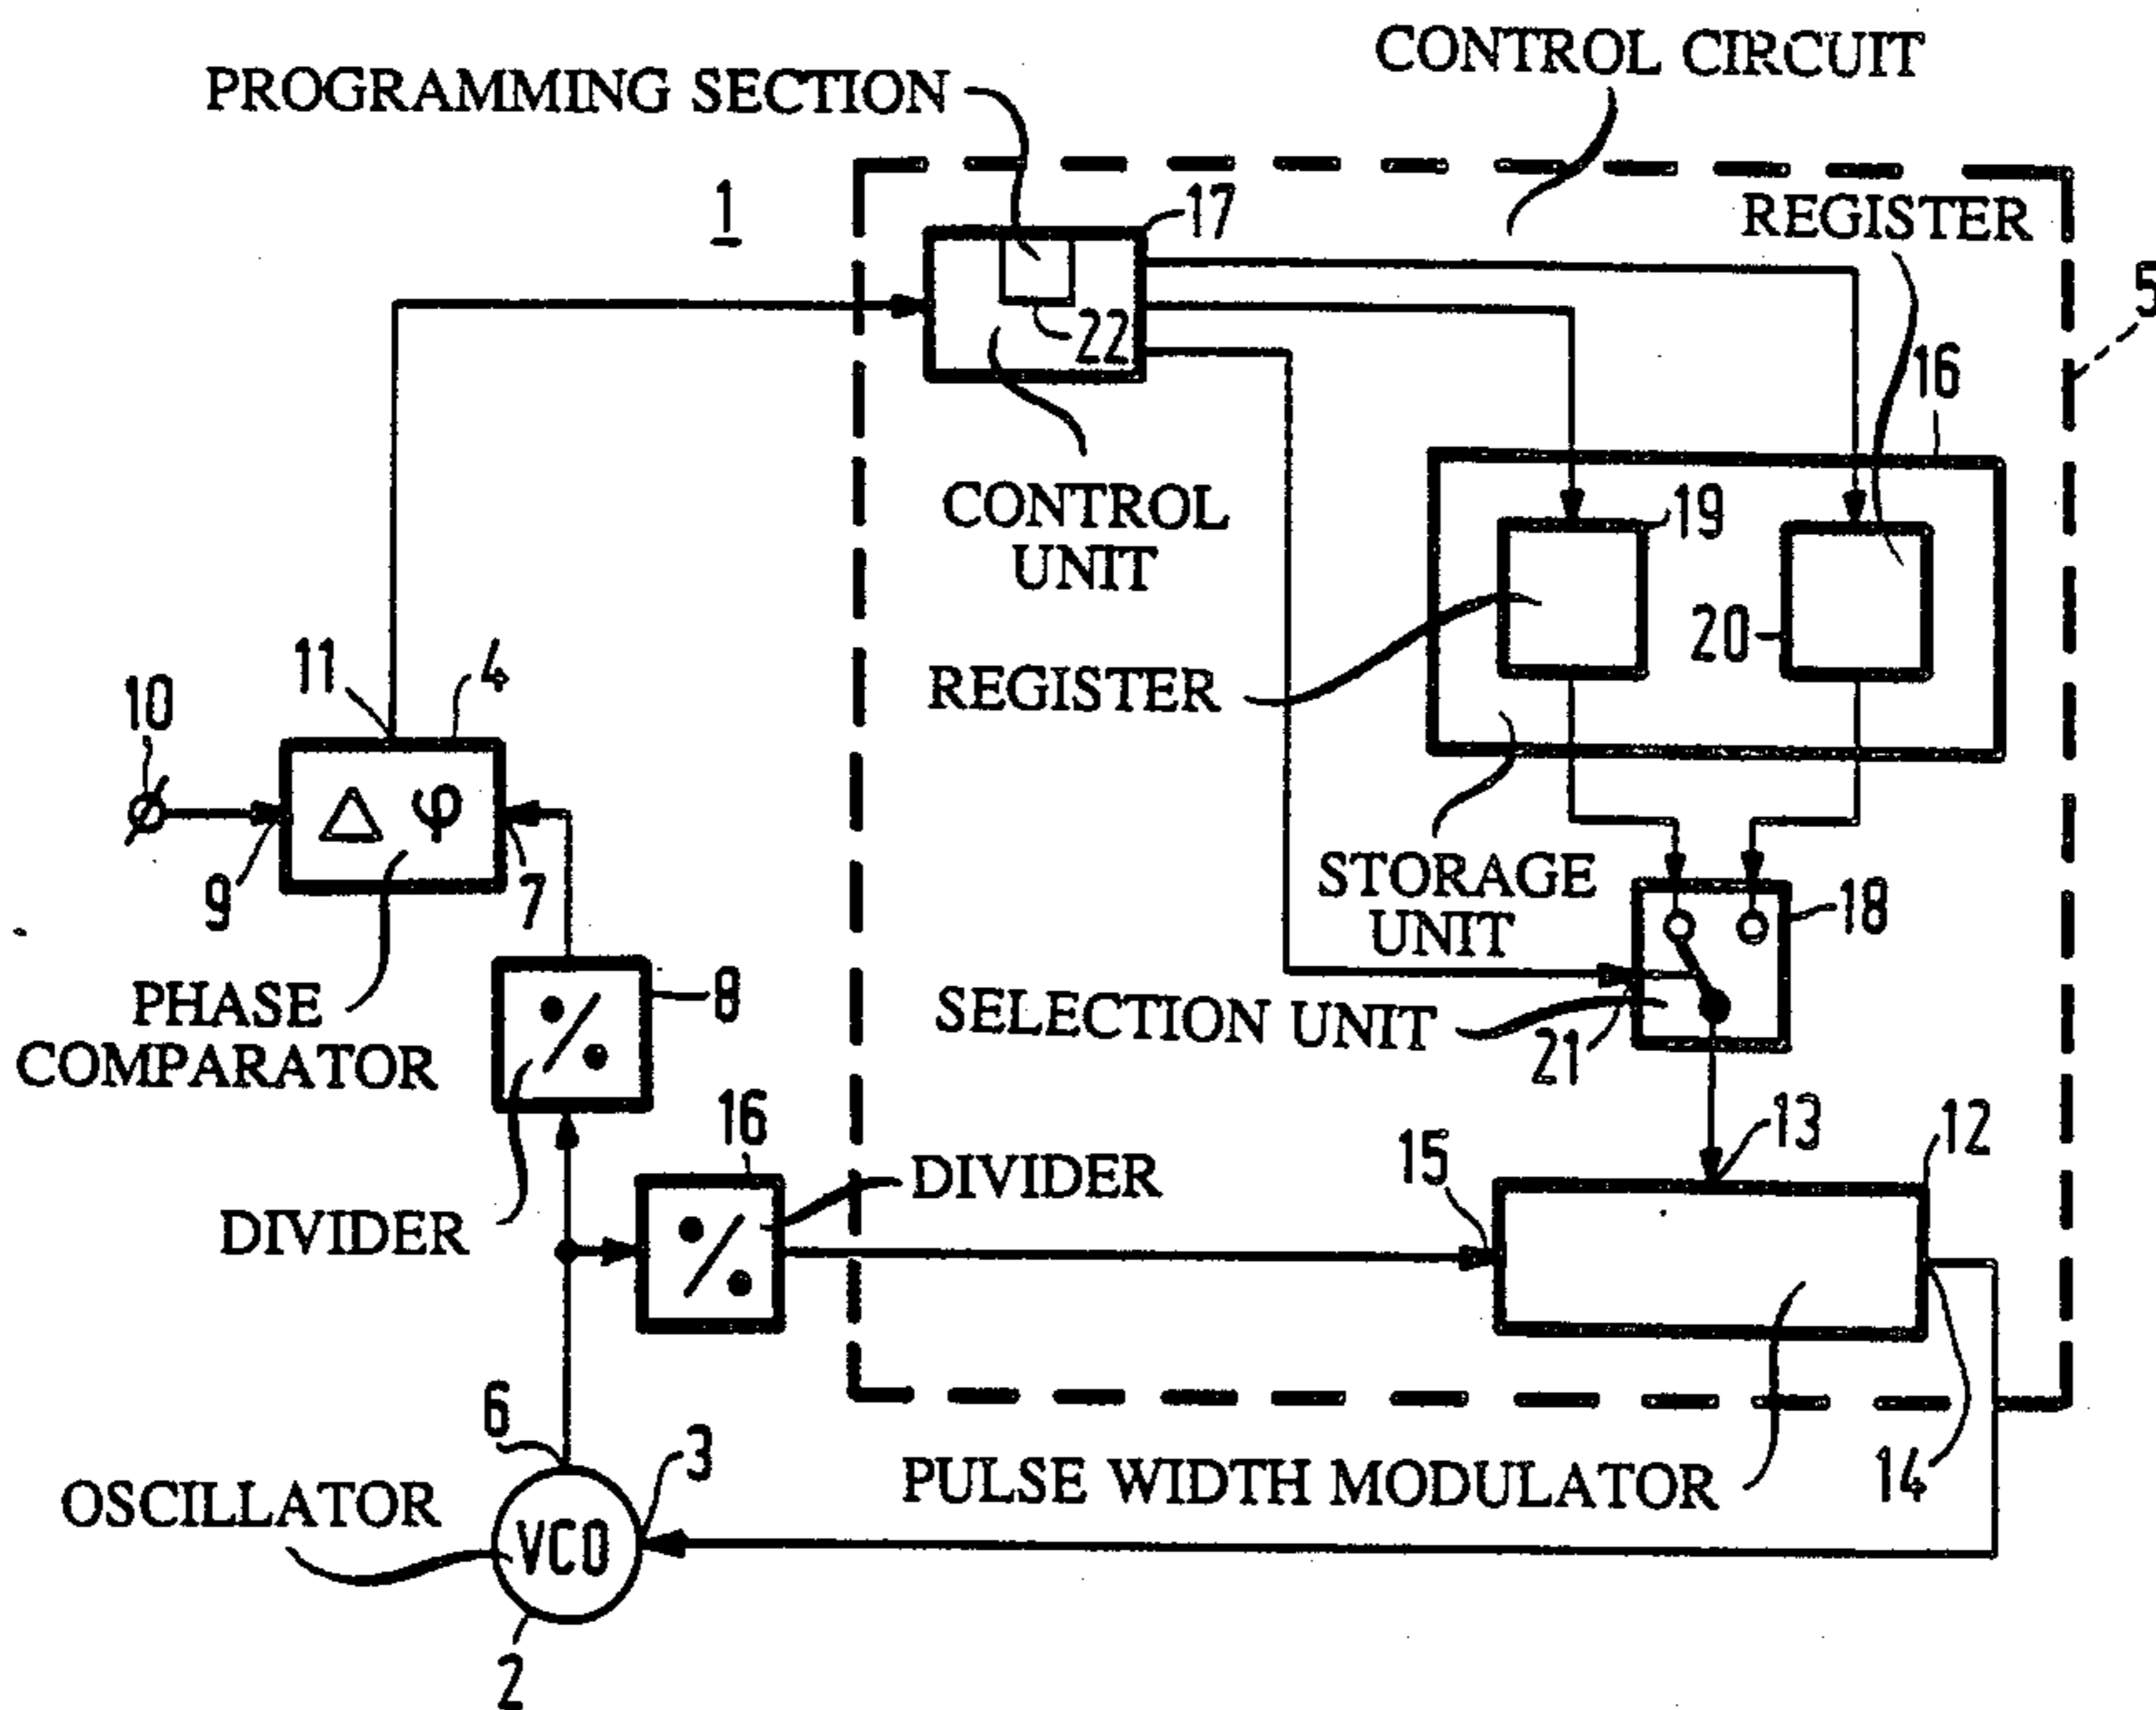 CONTROL CIRCUIT
PROGRAMMING SECTION
1
17
REGISTER
5
22
16
CONTROL
UNIT
19
20
REGISTER
11
4
10
Δ φ
9
7
STORAGE
UNIT
18
PHASE
COMPARATOR
8
SELECTION UNIT
21
16
DIVIDER
13
12
15
DIVIDER
6
3
PULSE WIDTH MODULATOR
14
OSCILLATOR
VCO
2